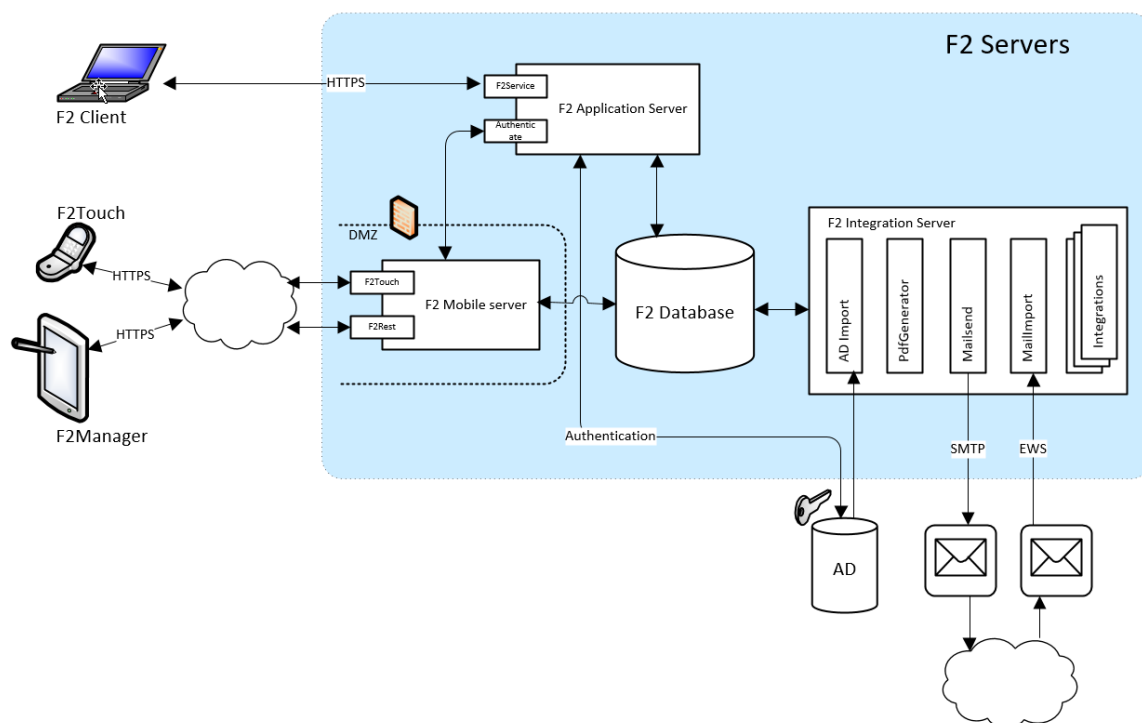 F2 Servers
HTTPS
F2Service
F2 Application Server
Authentic
ate
F2 Client
F2Touch
HTTPS
HTTPS
F2Manager
DMZ
F2Touch
F2 Mobile server
F2Rest
F2 Database
F2 Integration Server
AD Import
PdfGenerator
Mailsend
MailImport
Integrations
Authentication
SMTP
EWS
AD